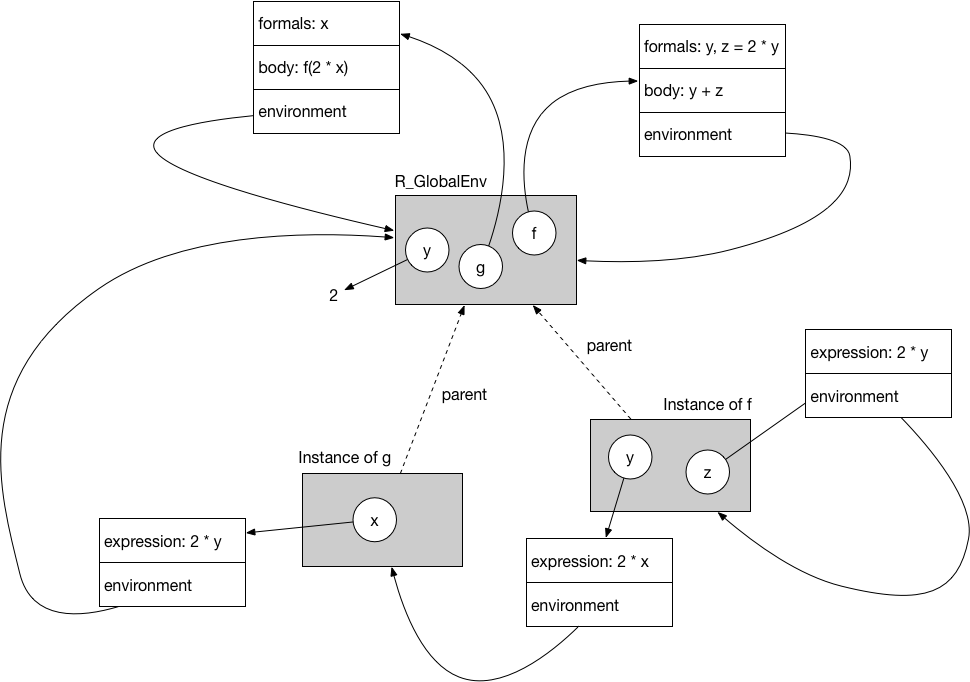 formals: x
body: f(2 * x)
environment
formals: y, z = 2 * y
body: y + z
environment
R_GlobalEnv
y
g
f
2
parent
parent
expression: 2 * y
environment
Instance of f
y
z
Instance of g
x
expression: 2 * y
environment
expression: 2 * x
environment